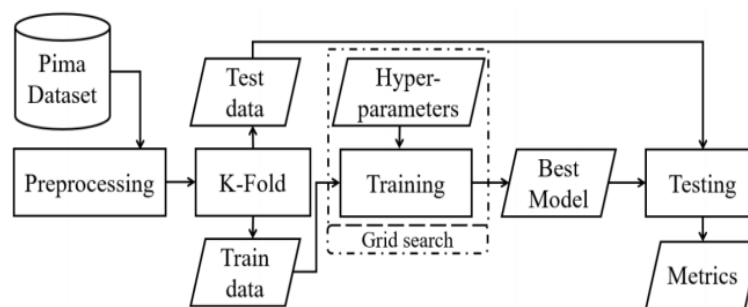 Pima
Dataset
Test
data
Hyper-
parameters
Preprocessing
K-Fold
Training
Best
Model
Testing
Grid search
Train
data
Metrics